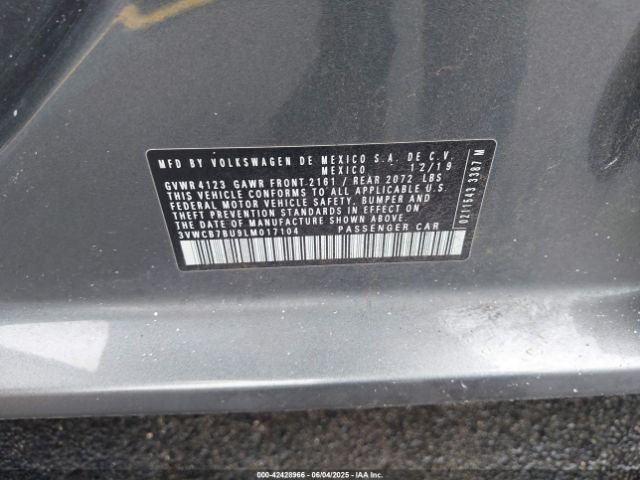 MFD BY VOLKSWAGEN DE MEXICO S.A. DE C.V.
MEXICO 12/19
GVWR 4123 GAWR FRONT 2161 / REAR 2072 LBS
THIS VEHICLE CONFORMS TO ALL APPLICABLE U.S.
FEDERAL MOTOR VEHICLE SAFETY, BUMPER, AND
THEFT PREVENTION STANDARDS IN EFFECT ON
THE DATE OF MANUFACTURE SHOWN ABOVE.
3VWCB7BU9LM017104 PASSENGER CAR
0211543 3387 M
000-42428966 - 06/04/2025 - IAA Inc.